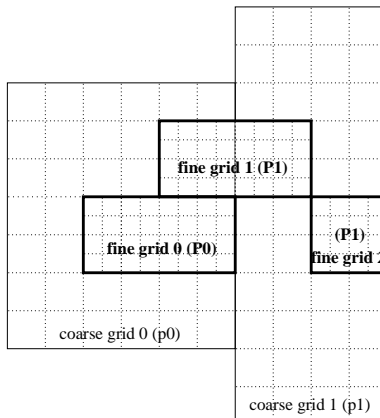 fine grid 1 (P1)
(P1)
fine grid 0 (P0)
fine grid 2
coarse grid 0 (p0)
coarse grid 1 (p1)